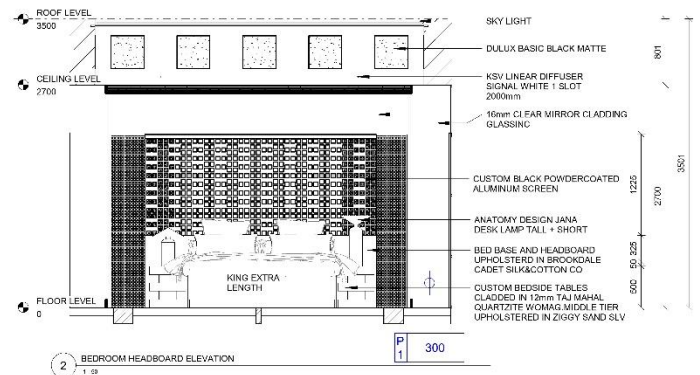 ROOF LEVEL
3500
SKY LIGHT
DULUX BASIC BLACK MATTE
801
CEILING LEVEL
2700
KSV LINEAR DIFFUSER
SIGNAL WHITE 1 SLOT
2000mm
16mm CLEAR MIRROR CLADDING
GLASSINC
3501
CUSTOM BLACK POWDERCOATED
ALUMINUM SCREEN
1225
2700
ANATOMY DESIGN JANA
DESK LAMP TALL + SHORT
BED BASE AND HEADBOARD
UPHOLSTERD IN BROOKDALE
CADET SILK&COTTON CO
325
50
KING EXTRA
LENGTH
CUSTOM BEDSIDE TABLES
CLADDED IN 12mm TAJ MAHAL
QUARTZITE WOMAG.MIDDLE TIER
UPHOLSTERED IN ZIGGY SAND SLV
FLOOR LEVEL
0
P
1
300
2
BEDROOM HEADBOARD ELEVATION